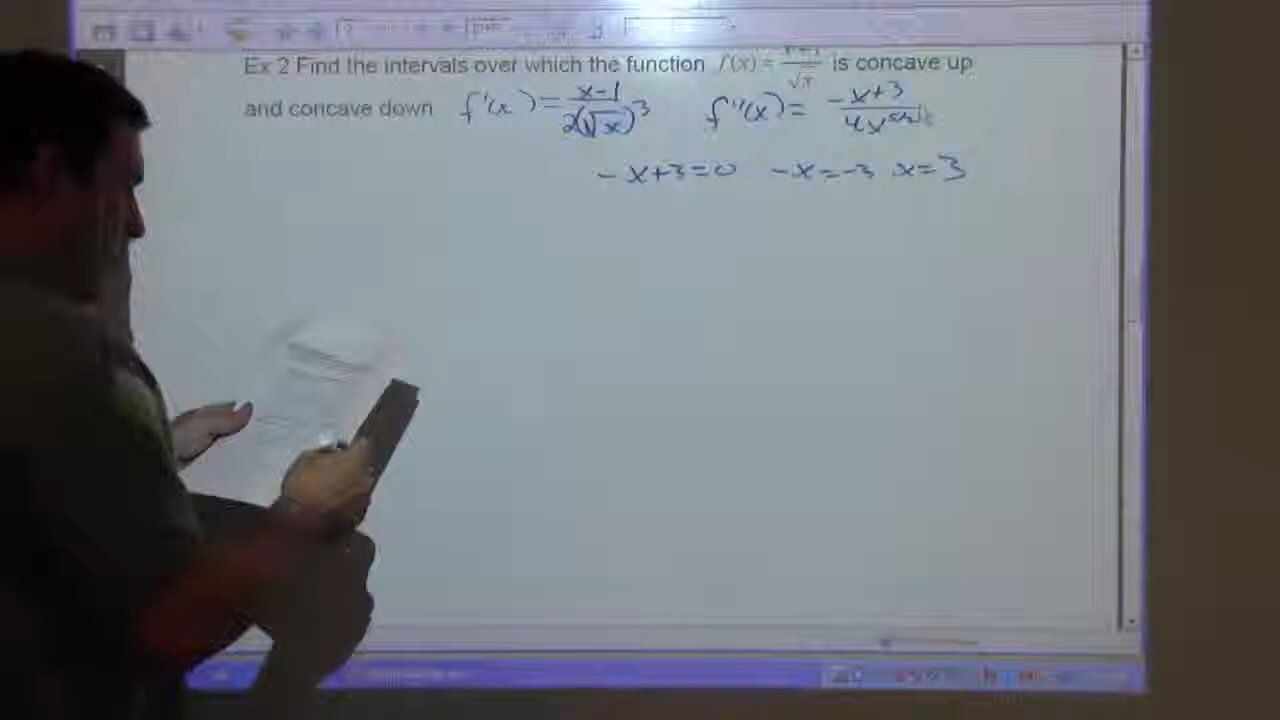 Ex 2 Find the intervals over which the function f(x) = x+1/√x is concave up
and concave down f'(x) = x-1/2(√x)³ f''(x) = -x+3/4x^5/2
-x+3=0 -x=-3 x=3